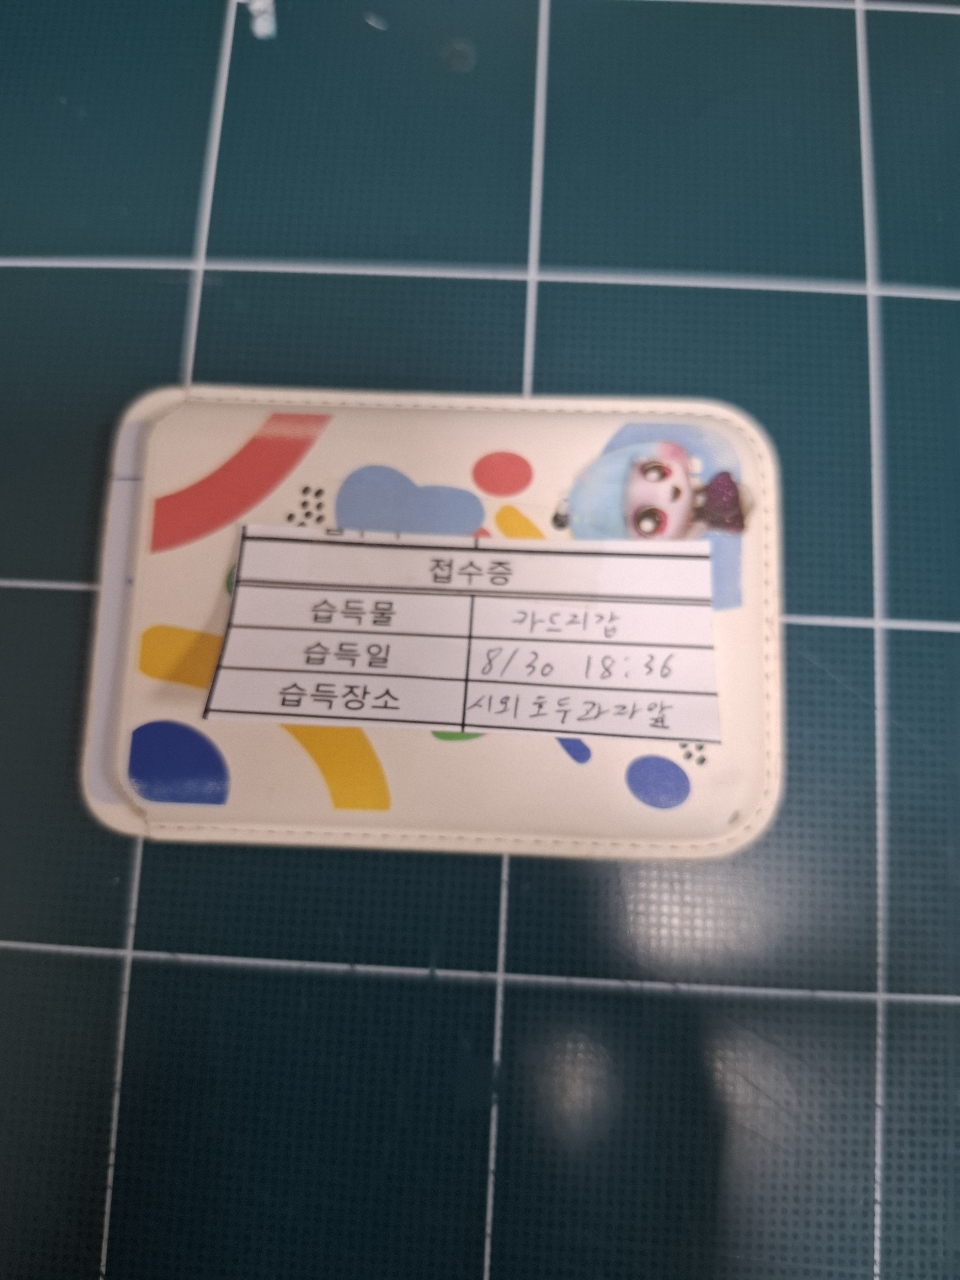 접수증
습득물 카드지갑
습득일 8/30 18:36
습득장소 시외호두과자앞